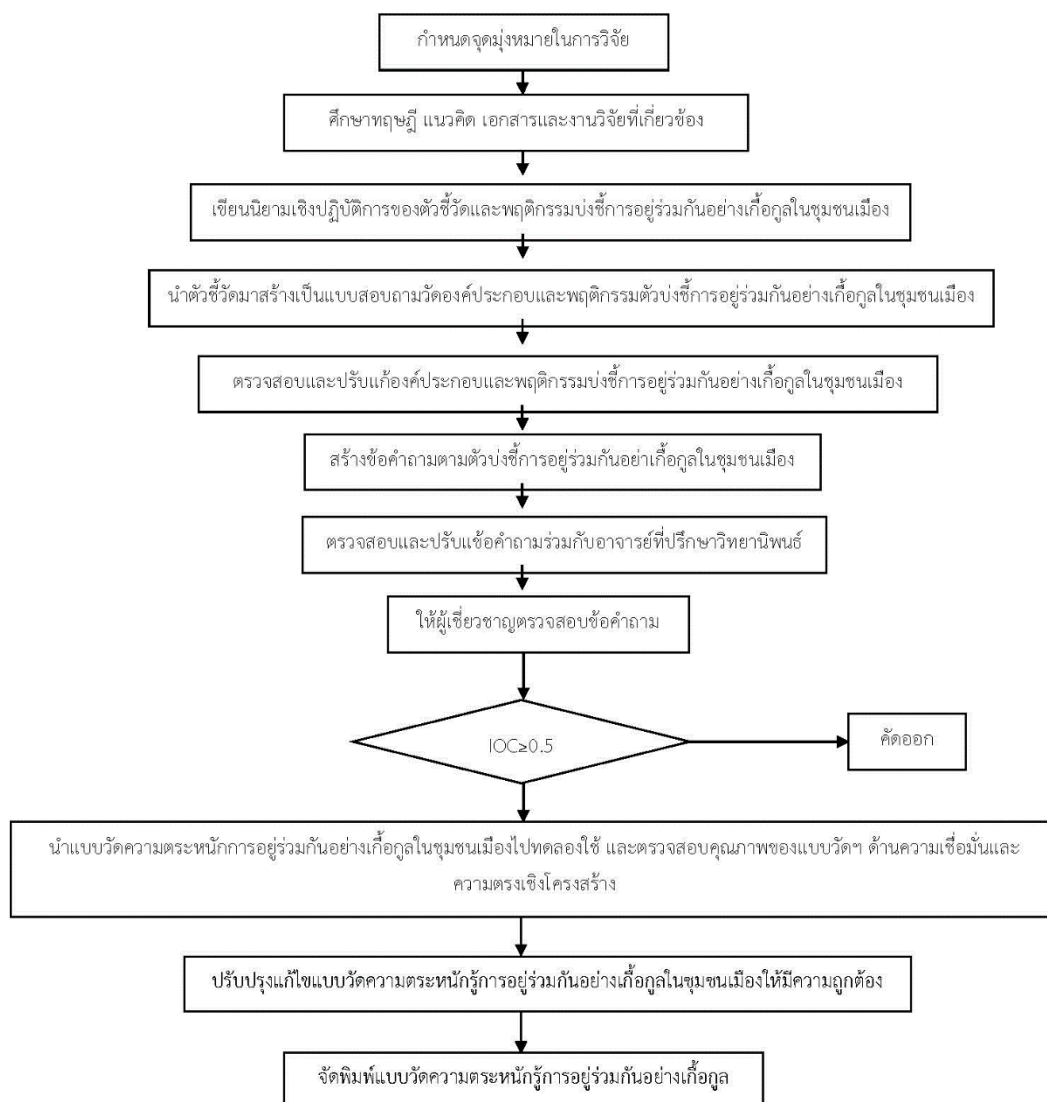 กำหนดจุดมุ่งหมายในการวิจัย
ศึกษาทฤษฎี แนวคิด เอกสารและงานวิจัยที่เกี่ยวข้อง
เขียนนิยามเชิงปฏิบัติการของตัวชี้วัดและพฤติกรรมบ่งชี้การอยู่ร่วมกันอย่างเกื้อกูลในชุมชนเมือง
นำตัวชี้วัดมาสร้างเป็นแบบสอบถามวัดองค์ประกอบและพฤติกรรมตัวบ่งชี้การอยู่ร่วมกันอย่างเกื้อกูลในชุมชนเมือง
ตรวจสอบและปรับแก้องค์ประกอบและพฤติกรรมบ่งชี้การอยู่ร่วมกันอย่างเกื้อกูลในชุมชนเมือง
สร้างข้อคำถามตามตัวบ่งชี้การอยู่ร่วมกันอย่าเกื้อกูลในชุมชนเมือง
ตรวจสอบและปรับแข้อคำถามร่วมกับอาจารย์ที่ปรึกษาวิทยานิพนธ์
ให้ผู้เชี่ยวชาญตรวจสอบข้อคำถาม
IOC≥0.5
คัดออก
นำแบบวัดความตระหนักการอยู่ร่วมกันอย่างเกื้อกูลในชุมชนเมืองไปทดลองใช้ และตรวจสอบคุณภาพของแบบวัดฯ ด้านความเชื่อมั่นและ
ความตรงเชิงโครงสร้าง
ปรับปรุงแก้ไขแบบวัดความตระหนักรู้การอยู่ร่วมกันอย่างเกื้อกูลในชุมชนเมืองให้มีความถูกต้อง
จัดพิมพ์แบบวัดความตระหนักรู้การอยู่ร่วมกันอย่างเกื้อกูล